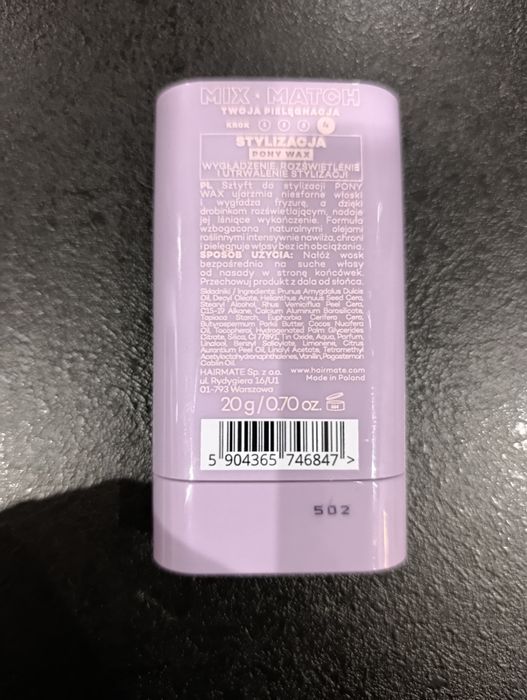 MIX • MATCH
TWOJA PIELĘGNACJA
KROK 1 2 3 4
STYLIZACJA
PONY WAX
WYGŁADZENIE, ROZŚWIETLENIE
I UTRWALENIE STYLIZACJI
PL Sztyft do stylizacji PONY
WAX ujarzmia niesforne włoski
i wygładza fryzurę, a dzięki
drobinkom rozświetlającym, nadaje
jej lśniące wykończenie. Formuła
wzbogacona naturalnymi olejami
roślinnymi intensywnie nawilża, chroni
i pielęgnuje włosy bez ich obciążania.
SPOSÓB UŻYCIA: Nałóż wosk
bezpośrednio na suche włosy
od nasady w stronę końcówek.
Przechowuj produkt z dala od słońca.
Składniki / Ingredients: Prunus Amygdalus Dulcis
Oil, Decyl Oleate, Helianthus Annuus Seed Cera,
Stearyl Alcohol, Rhus Verniciflua Peel Cera,
C15-19 Alkane, Calcium Aluminum Borosilicate,
Tapioca Starch, Euphorbia Cerifera Cera,
Butyrospermum Parkii Butter, Cocos Nucifera
Oil, Tocopherol, Hydrogenated Palm Glycerides
Citrate, Silica, CI 77891, Tin Oxide, Aqua, Parfum,
Linalool, Benzyl Salicylate, Limonene, Citrus
Aurantium Peel Oil, Linalyl Acetate, Tetramethyl
Acetyloctahydronaphthalenes, Vanillin, Pogostemon
Cablin Oil.
HAIRMATE Sp. z o.o. www.hairmate.com
ul. Rydygiera 16/U1 Made in Poland
01-793 Warszawa
20 g / 0.70 oz.
5 904365 746847 >
502